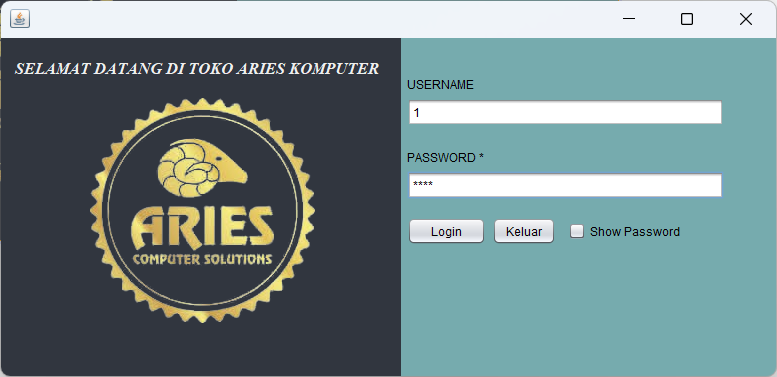 SELAMAT DATANG DI TOKO ARIES KOMPUTER
ARIES
COMPUTER SOLUTIONS
USERNAME
1
PASSWORD *
****
Login Keluar Show Password